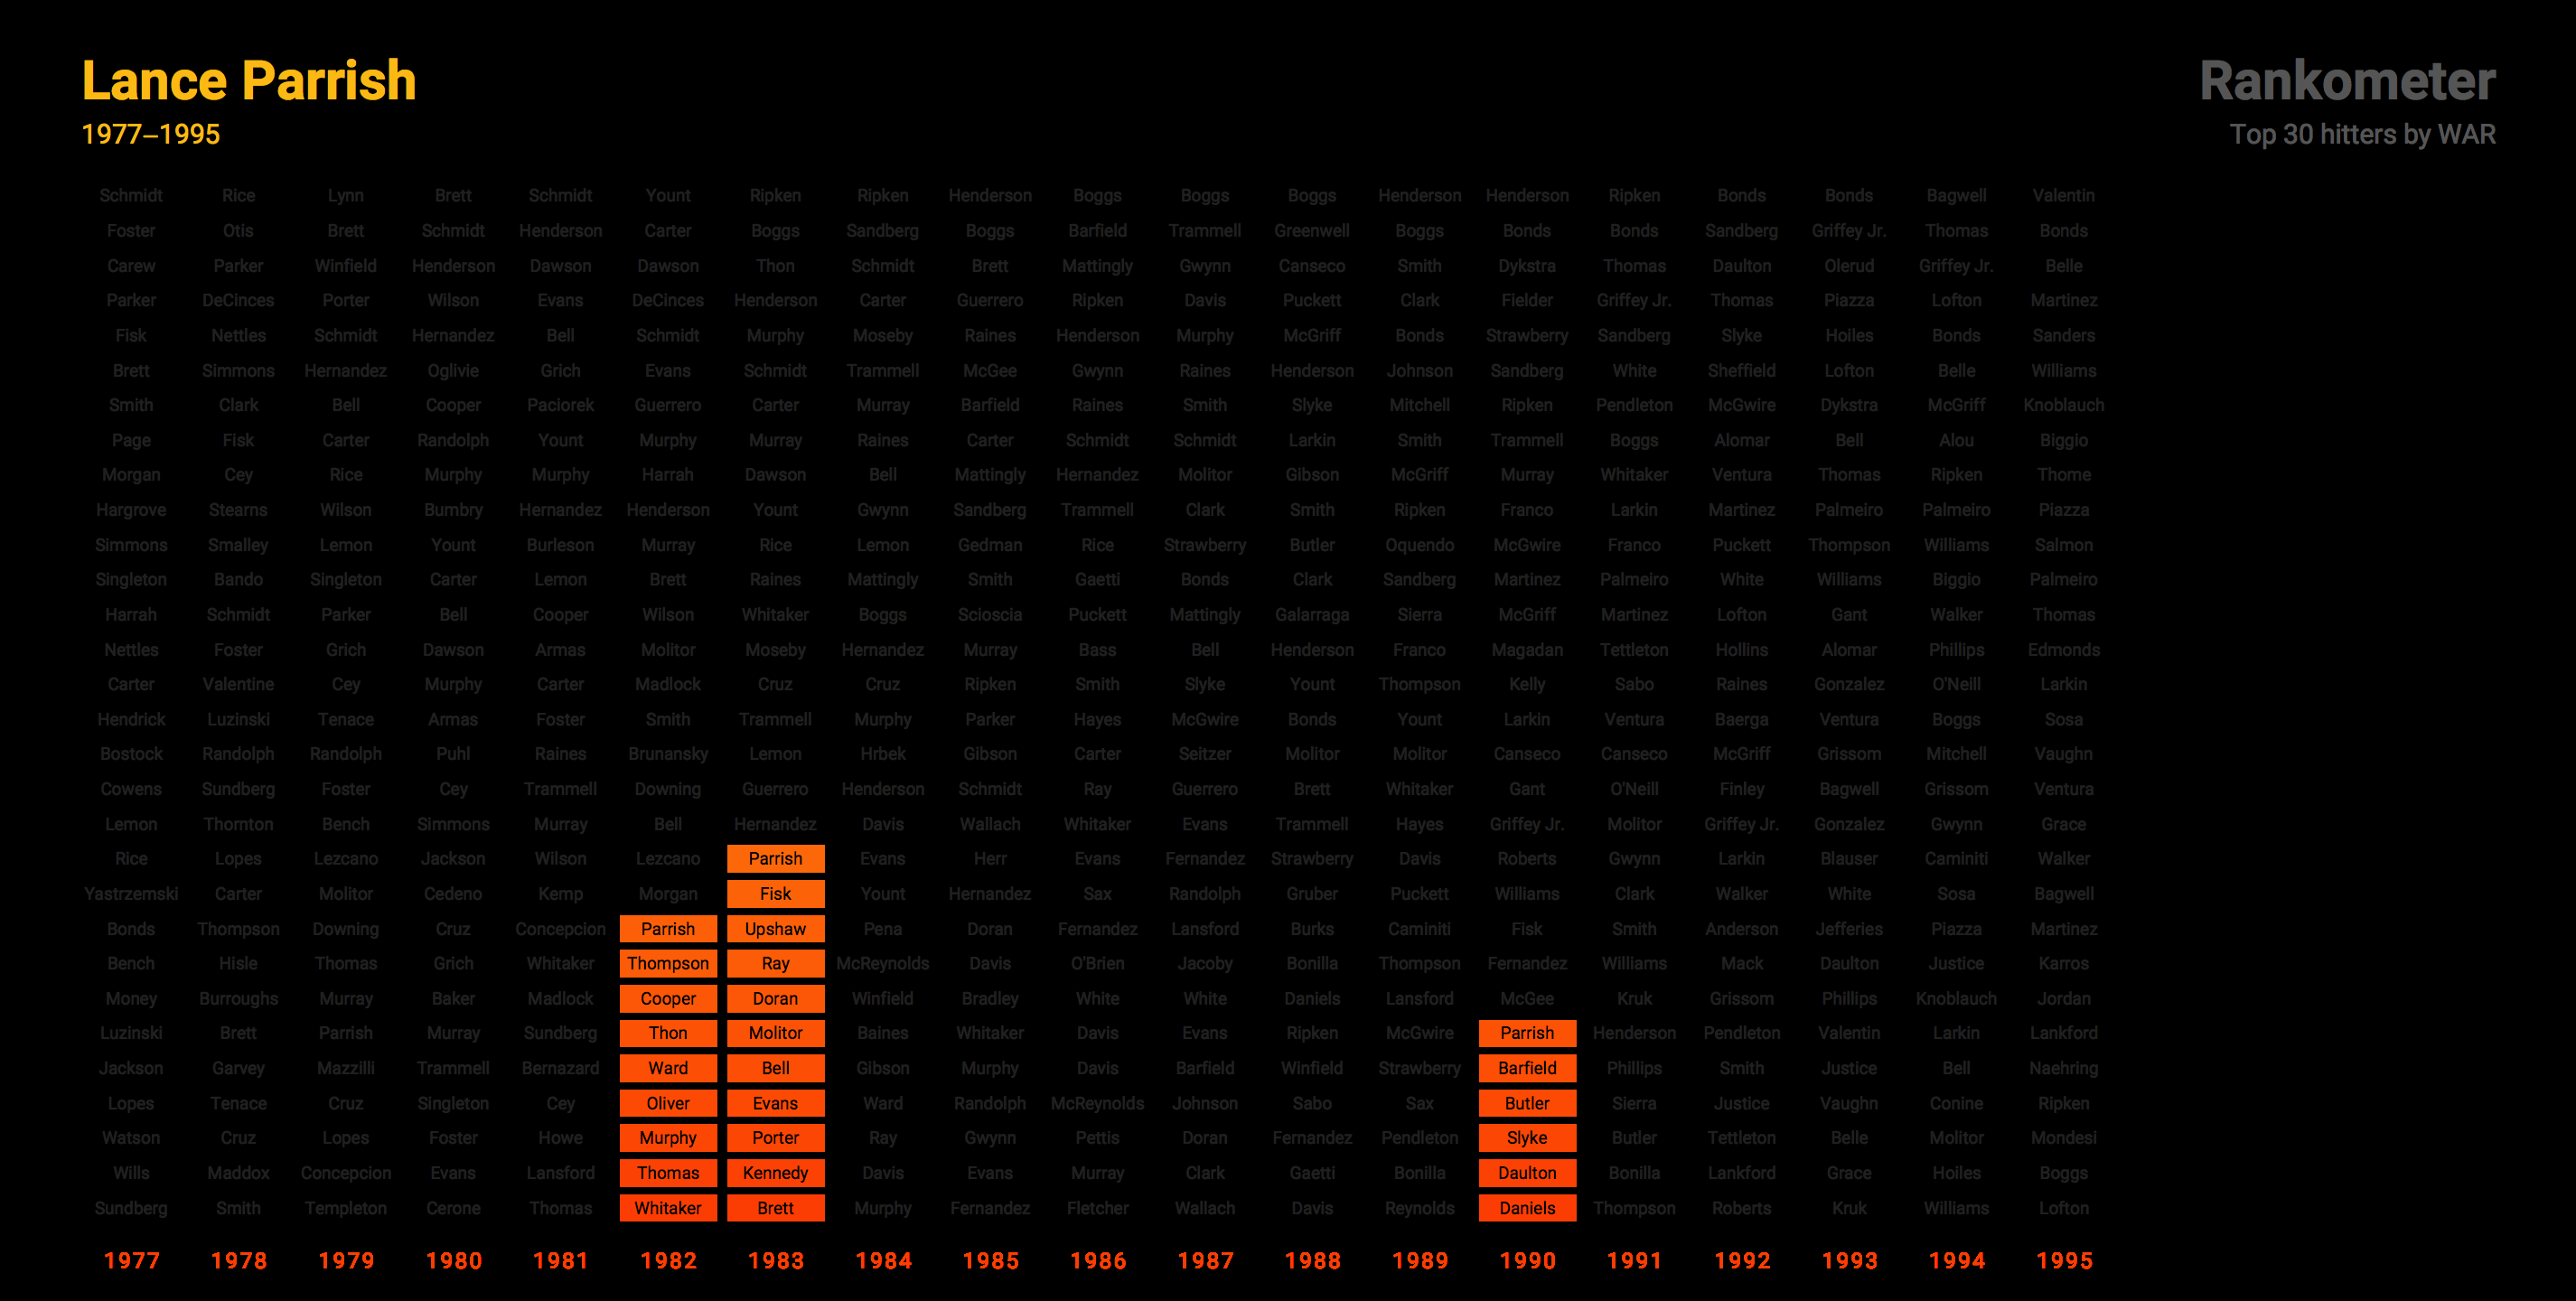 Lance Parrish
1977–1995
Rankometer
Top 30 hitters by WAR
Schmidt Rice Lynn Brett Schmidt Yount Ripken Ripken Henderson Boggs Boggs Boggs Henderson Henderson Ripken Bonds Bonds Bagwell Valentin
Foster Otis Brett Schmidt Henderson Carter Boggs Sandberg Boggs Barfield Trammell Greenwell Boggs Bonds Bonds Sandberg Griffey Jr. Thomas Bonds
Carew Parker Winfield Henderson Dawson Dawson Thon Schmidt Brett Mattingly Gwynn Canseco Smith Dykstra Thomas Daulton Olerud Griffey Jr. Belle
Parker DeCinces Porter Wilson Evans DeCinces Henderson Carter Guerrero Ripken Davis Puckett Clark Fielder Griffey Jr. Thomas Piazza Lofton Martinez
Fisk Nettles Schmidt Hernandez Bell Schmidt Murphy Moseby Raines Henderson Murphy McGriff Bonds Strawberry Sandberg Slyke Hoiles Bonds Sanders
Brett Simmons Hernandez Oglivie Grich Evans Schmidt Trammell McGee Gwynn Raines Henderson Johnson Sandberg White Sheffield Lofton Belle Williams
Smith Clark Bell Cooper Paciorek Guerrero Carter Murray Barfield Raines Smith Slyke Mitchell Ripken Pendleton McGwire Dykstra McGriff Knoblauch
Page Fisk Carter Randolph Yount Murphy Murray Raines Carter Schmidt Schmidt Larkin Smith Trammell Boggs Alomar Bell Alou Biggio
Morgan Cey Rice Murphy Murphy Harrah Dawson Bell Mattingly Hernandez Molitor Gibson McGriff Murray Whitaker Ventura Thomas Ripken Thome
Hargrove Stearns Wilson Bumbry Hernandez Henderson Yount Gwynn Sandberg Trammell Clark Smith Ripken Franco Larkin Martinez Palmeiro Palmeiro Piazza
Simmons Smalley Lemon Yount Burleson Murray Rice Lemon Gedman Rice Strawberry Butler Oquendo McGwire Franco Puckett Thompson Williams Salmon
Singleton Bando Singleton Carter Lemon Brett Raines Mattingly Smith Gaetti Bonds Clark Sandberg Martinez Palmeiro White Williams Biggio Palmeiro
Harrah Schmidt Parker Bell Cooper Wilson Whitaker Boggs Scioscia Puckett Mattingly Galarraga Sierra McGriff Martinez Lofton Gant Walker Thomas
Nettles Foster Grich Dawson Armas Molitor Moseby Hernandez Murray Bass Bell Henderson Franco Magadan Tettleton Hollins Alomar Phillips Edmonds
Carter Valentine Cey Murphy Carter Madlock Cruz Cruz Ripken Smith Slyke Yount Thompson Kelly Sabo Raines Gonzalez O'Neill Larkin
Hendrick Luzinski Tenace Armas Foster Smith Trammell Murphy Parker Hayes McGwire Bonds Yount Larkin Ventura Baerga Ventura Boggs Sosa
Bostock Randolph Randolph Puhl Raines Brunansky Lemon Hrbek Gibson Carter Seitzer Molitor Molitor Canseco Canseco McGriff Grissom Mitchell Vaughn
Cowens Sundberg Foster Cey Trammell Downing Guerrero Henderson Schmidt Ray Guerrero Brett Whitaker Gant O'Neill Finley Bagwell Grissom Ventura
Lemon Thornton Bench Simmons Murray Bell Hernandez Davis Wallach Whitaker Evans Trammell Hayes Griffey Jr. Molitor Griffey Jr. Gonzalez Gwynn Grace
Rice Lopes Lezcano Jackson Wilson Lezcano Parrish Evans Herr Evans Fernandez Strawberry Davis Roberts Gwynn Larkin Blauser Caminiti Walker
Yastrzemski Carter Molitor Cedeno Kemp Morgan Fisk Yount Hernandez Sax Randolph Gruber Puckett Williams Clark Walker White Sosa Bagwell
Bonds Thompson Downing Cruz Concepcion Parrish Upshaw Pena Doran Fernandez Lansford Burks Caminiti Fisk Smith Anderson Jefferies Piazza Martinez
Bench Hisle Thomas Grich Whitaker Thompson Ray McReynolds Davis O'Brien Jacoby Bonilla Thompson Fernandez Williams Mack Daulton Justice Karros
Money Burroughs Murray Baker Madlock Cooper Doran Winfield Bradley White White Daniels Lansford McGee Kruk Grissom Phillips Knoblauch Jordan
Luzinski Brett Parrish Murray Sundberg Thon Molitor Baines Whitaker Davis Evans Ripken McGwire Parrish Henderson Pendleton Valentin Larkin Lankford
Jackson Garvey Mazzilli Trammell Bernazard Ward Bell Gibson Murphy Davis Barfield Winfield Strawberry Barfield Phillips Smith Justice Bell Naehring
Lopes Tenace Cruz Singleton Cey Oliver Evans Ward Randolph McReynolds Johnson Sabo Sax Butler Sierra Justice Vaughn Conine Ripken
Watson Cruz Lopes Foster Howe Murphy Porter Ray Gwynn Pettis Doran Fernandez Pendleton Slyke Butler Tettleton Belle Molitor Mondesi
Wills Maddox Concepcion Evans Lansford Thomas Kennedy Davis Evans Murray Clark Gaetti Bonilla Daulton Bonilla Lankford Grace Hoiles Boggs
Sundberg Smith Templeton Cerone Thomas Whitaker Brett Murphy Fernandez Fletcher Wallach Davis Reynolds Daniels Thompson Roberts Kruk Williams Lofton
1977 1978 1979 1980 1981 1982 1983 1984 1985 1986 1987 1988 1989 1990 1991 1992 1993 1994 1995